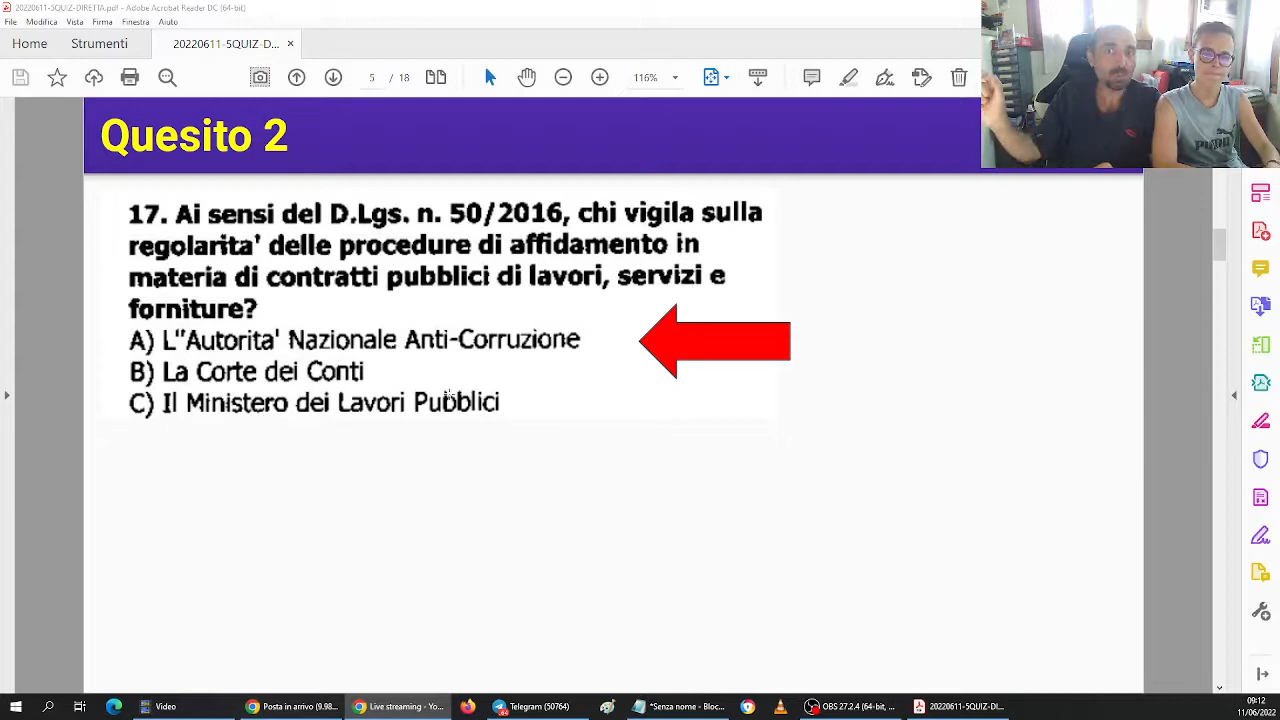 20220611-5QUIZ-DIRETTA.pdf - Adobe Acrobat Reader DC (64-bit)
File Modifica Vista Firma Finestra Aiuto
Home Strumenti 20220611-5QUIZ-D... ×
5 / 18 116%
Quesito 2
17. Ai sensi del D.Lgs. n. 50/2016, chi vigila sulla
regolarita' delle procedure di affidamento in
materia di contratti pubblici di lavori, servizi e
forniture?
A) L''Autorita' Nazionale Anti-Corruzione
B) La Corte dei Conti
C) Il Ministero dei Lavori Pubblici
PUMA
Video Posta in arrivo (9.98... Live streaming - Yo... Telegram (50764) *Senza nome - Bloc... OBS 27.2.4 (64-bit, ... 20220611-5QUIZ-DI...
09:12
11/06/2022